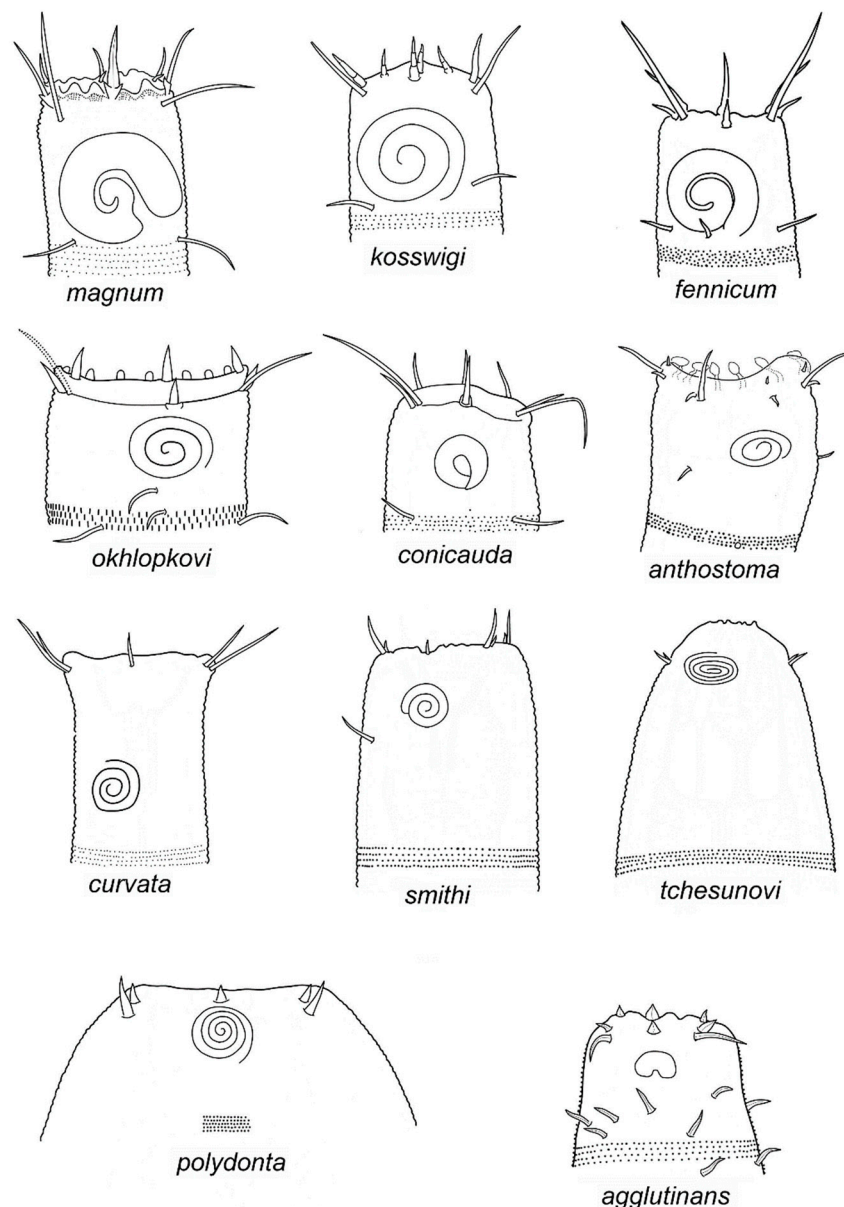 magnum
kosswigi
fennicum
okhlopkovi
conicauda
anthostoma
curvata
smithi
tchesunovi
polydonta
agglutinans